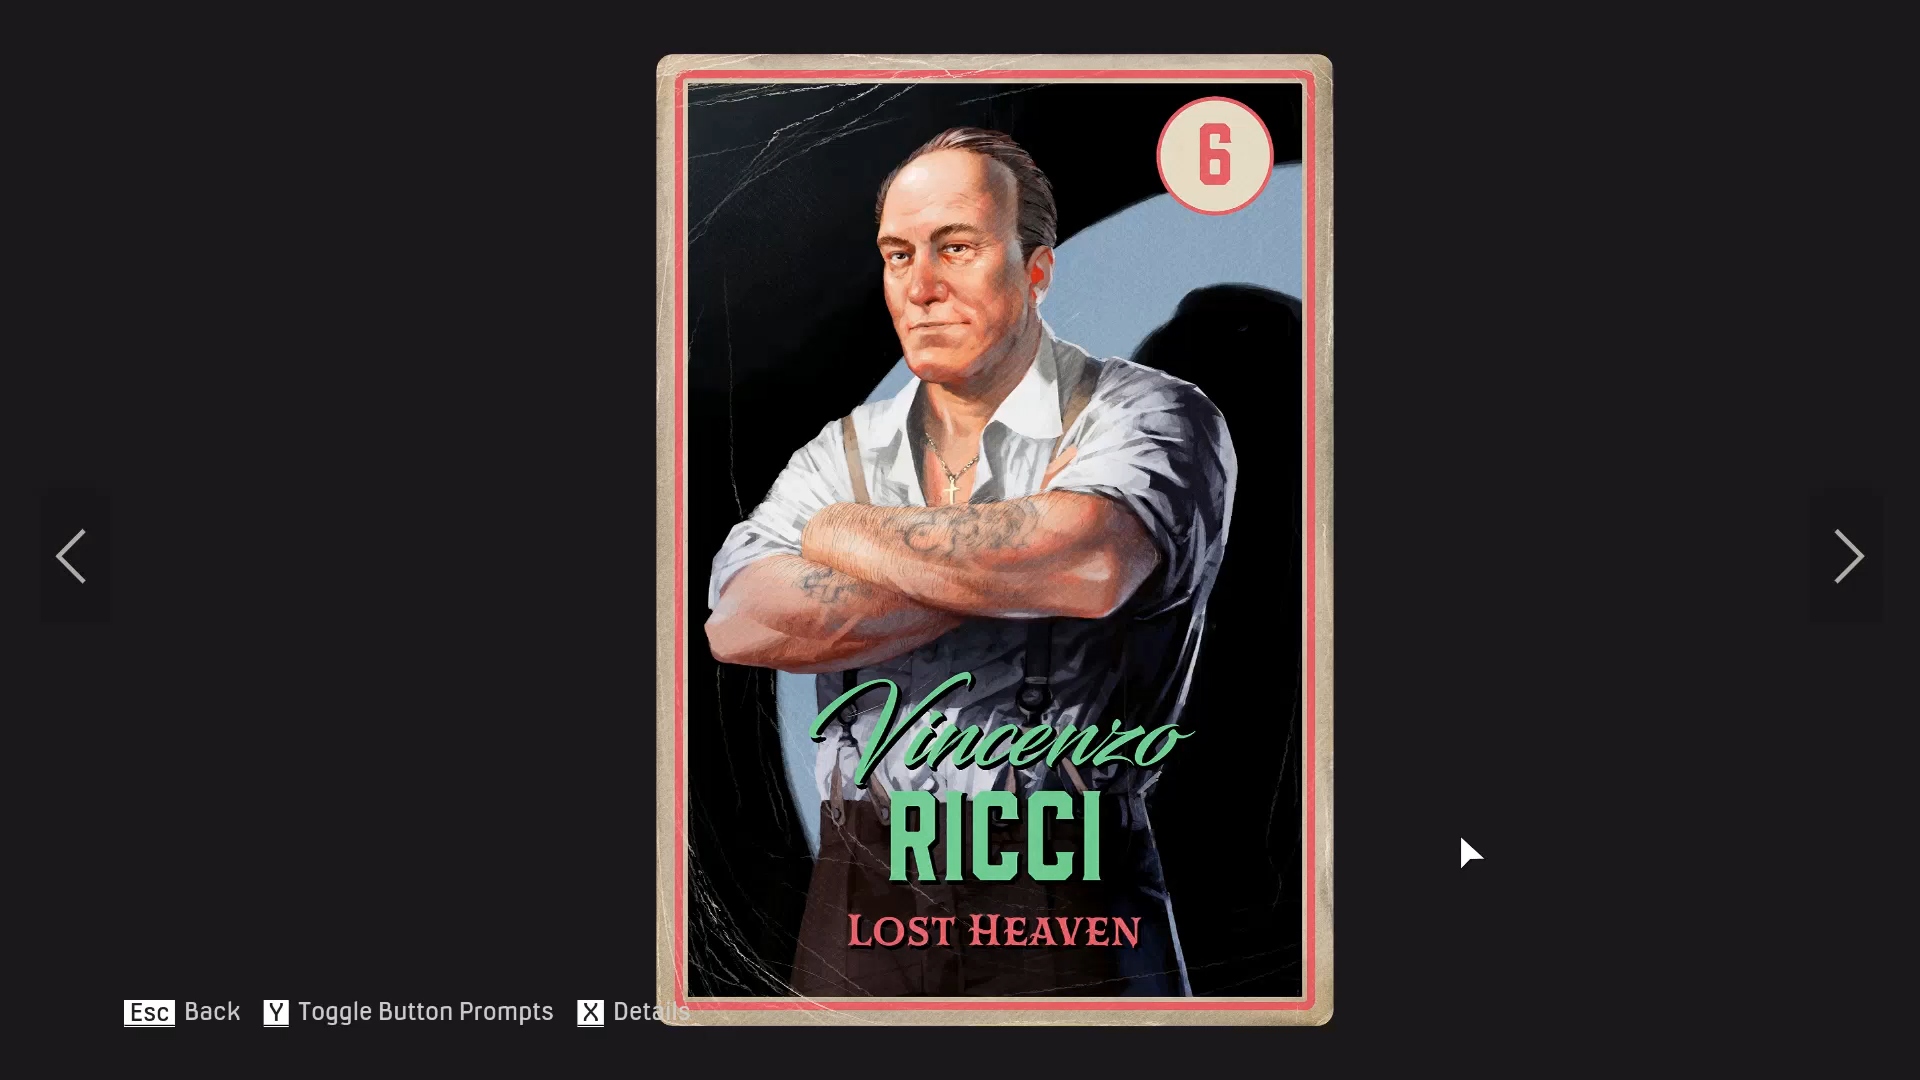 6
Vincenzo
RICCI
LOST HEAVEN
Esc Back Y Toggle Button Prompts X Details